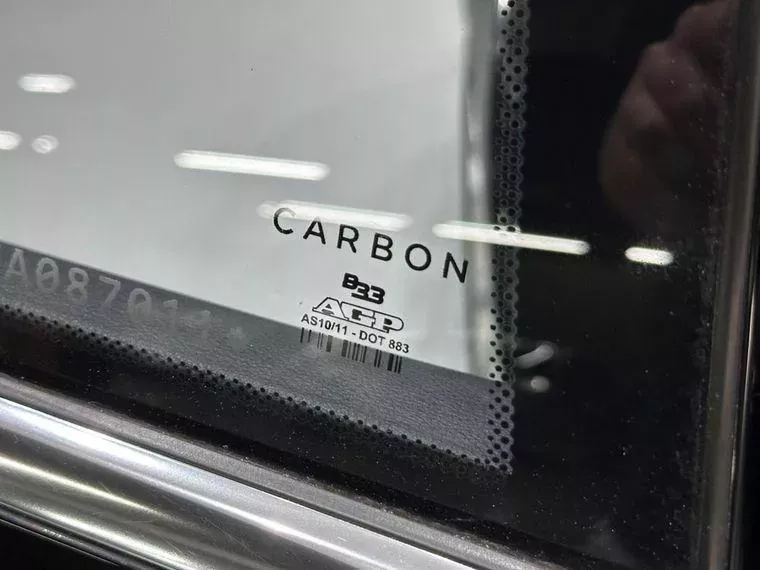 CARBON
B33
AGP
AS10/11 - DOT 883